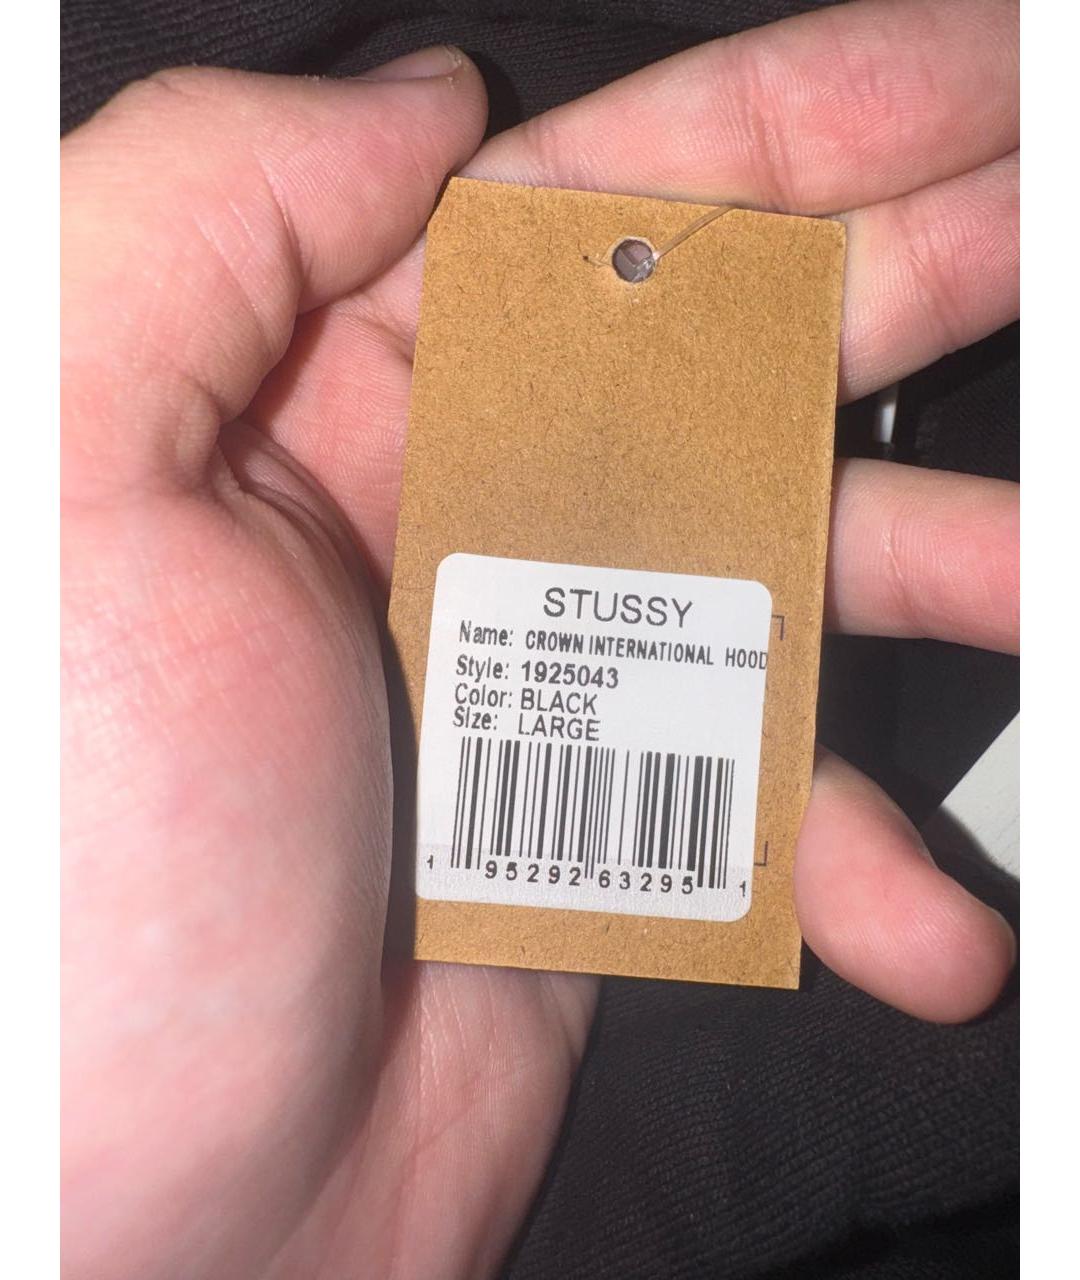 STUSSY
Name: CROWN INTERNATIONAL HOOD
Style: 1925043
Color: BLACK
Size: LARGE
1 95292 63295 1